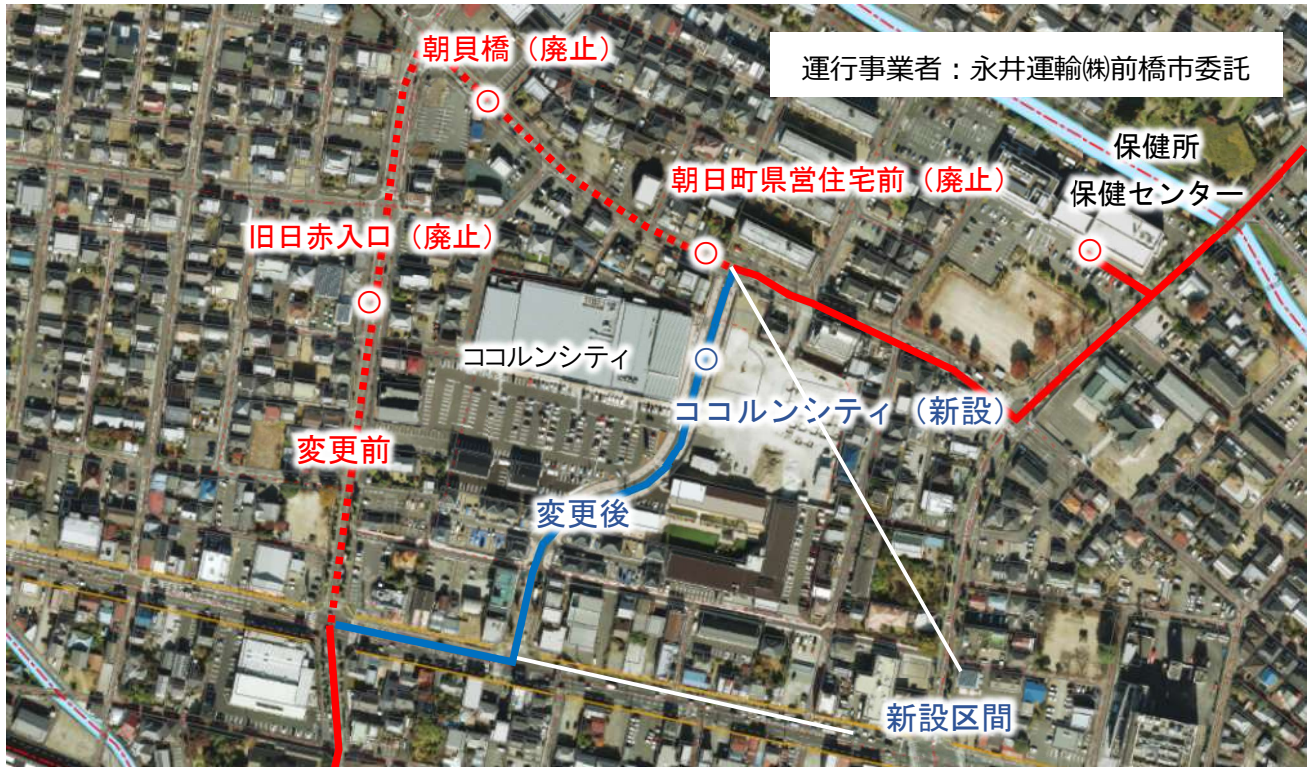 朝貝橋（廃止）
運行事業者：永井運輸㈱前橋市委託
保健所
保健センター
朝日町県営住宅前（廃止）
旧日赤入口（廃止）
ココルンシティ
ココルンシティ（新設）
変更前
変更後
新設区間